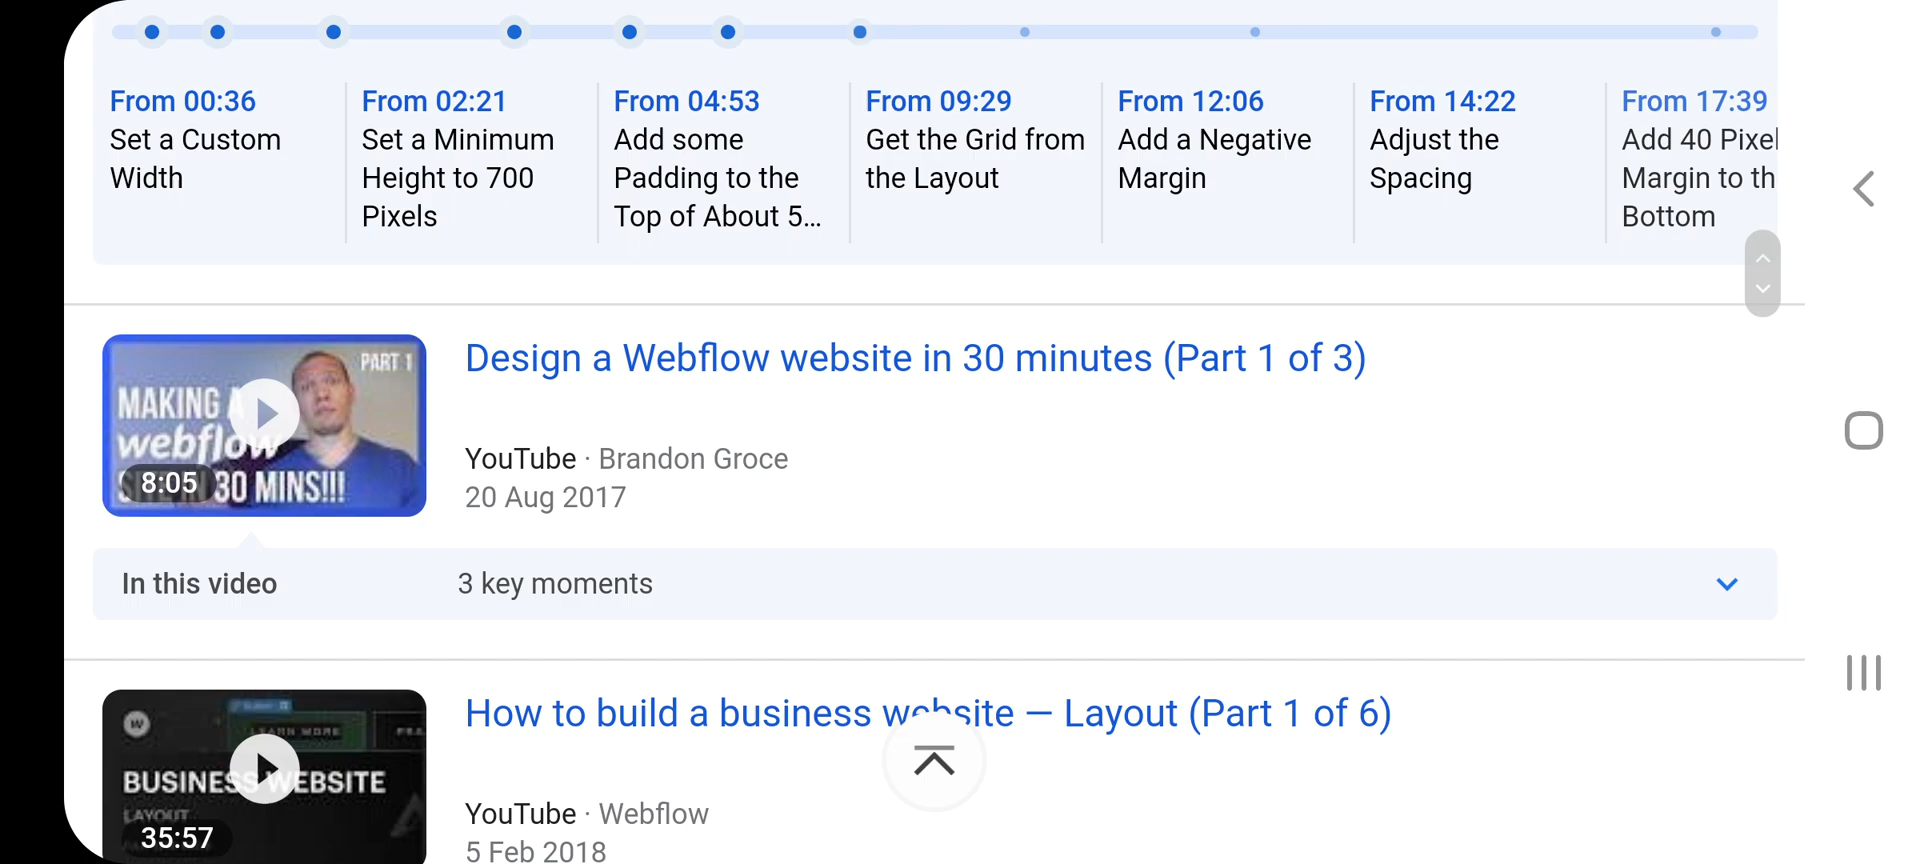 From 00:36
Set a Custom
Width
From 02:21
Set a Minimum
Height to 700
Pixels
From 04:53
Add some
Padding to the
Top of About 5...
From 09:29
Get the Grid from
the Layout
From 12:06
Add a Negative
Margin
From 14:22
Adjust the
Spacing
From 17:39
Add 40 Pixel
Margin to th
Bottom
PART 1
MAKING A
webflow
SITE IN 30 MINS!!!
8:05
Design a Webflow website in 30 minutes (Part 1 of 3)
YouTube · Brandon Groce
20 Aug 2017
In this video
3 key moments
W
LEARN MORE
BUSINESS WEBSITE
LAYOUT
35:57
How to build a business website — Layout (Part 1 of 6)
YouTube · Webflow
5 Feb 2018